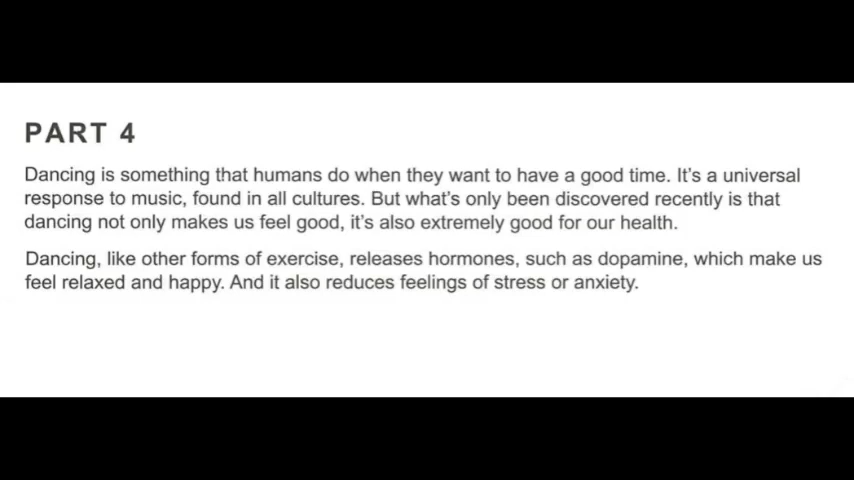 PART 4
Dancing is something that humans do when they want to have a good time. It's a universal
response to music, found in all cultures. But what's only been discovered recently is that
dancing not only makes us feel good, it's also extremely good for our health.
Dancing, like other forms of exercise, releases hormones, such as dopamine, which make us
feel relaxed and happy. And it also reduces feelings of stress or anxiety.